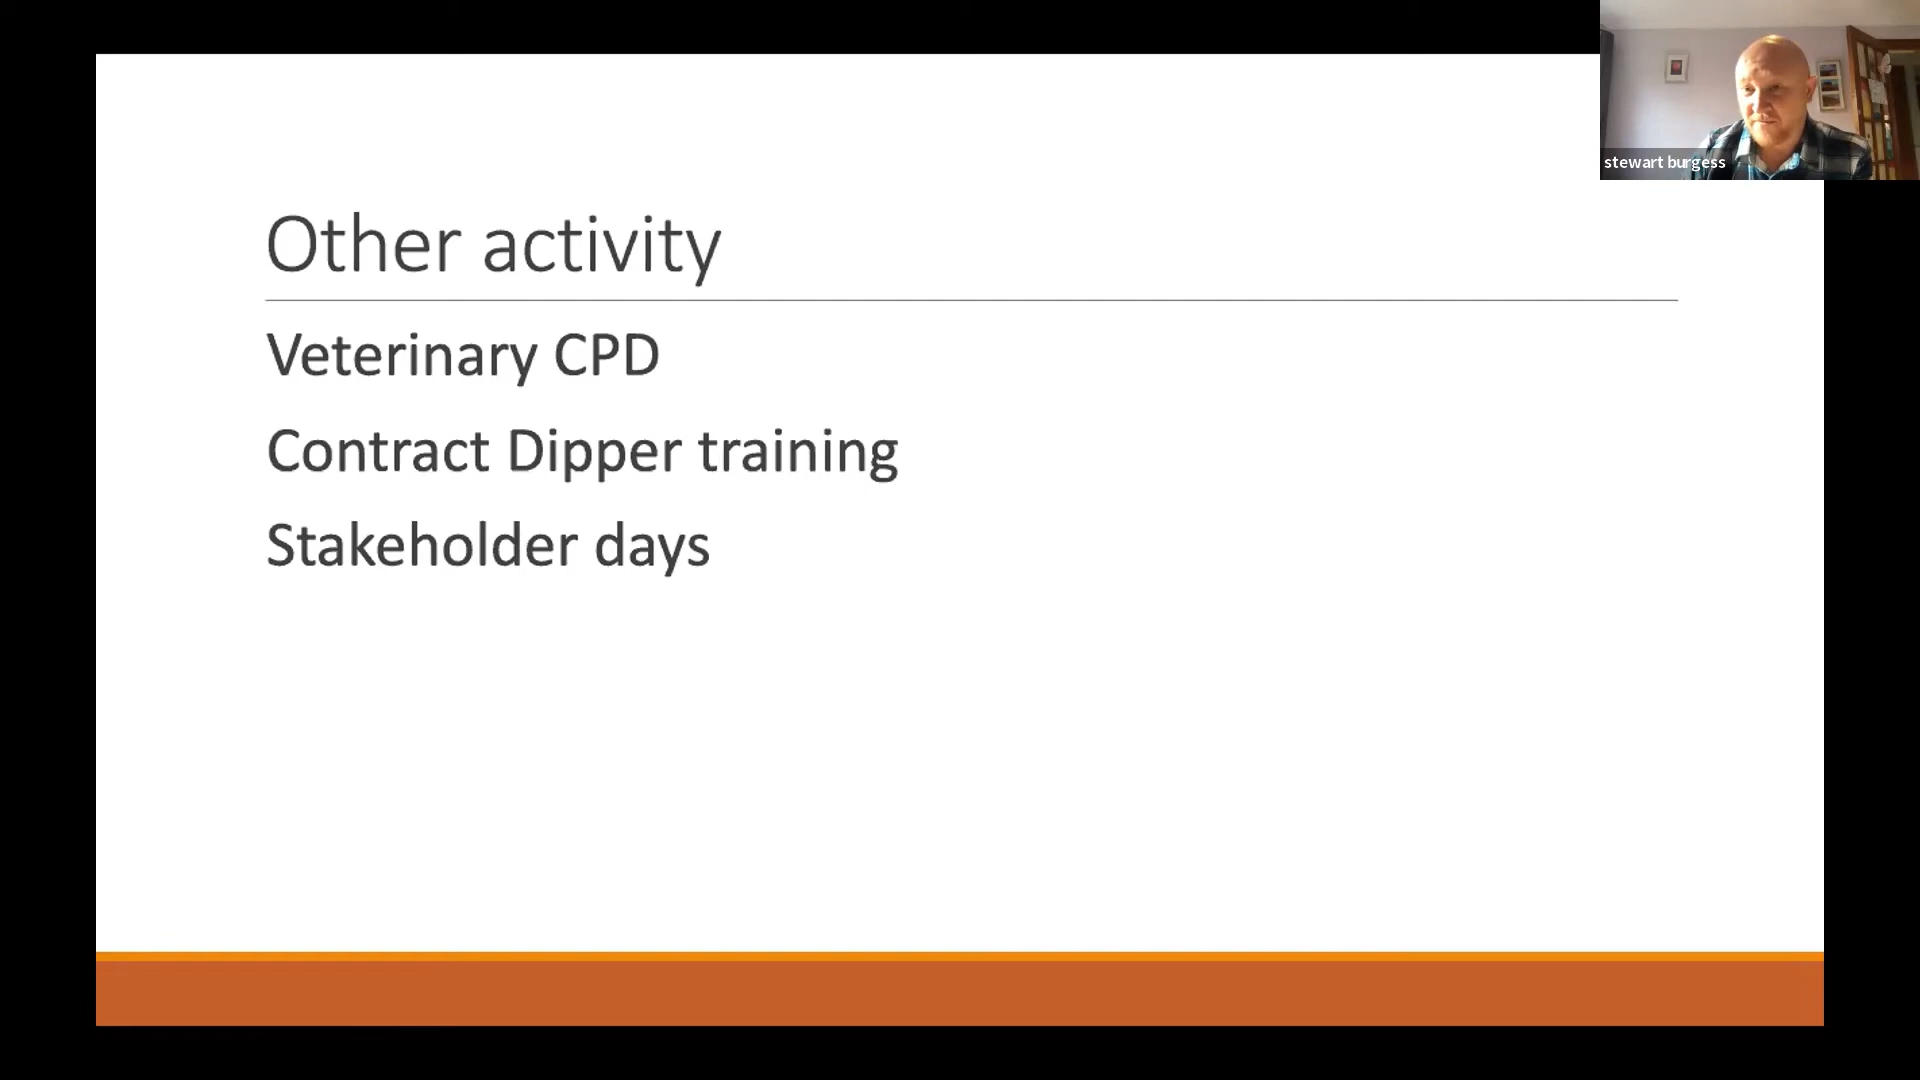 stewart burgess
Other activity
Veterinary CPD
Contract Dipper training
Stakeholder days